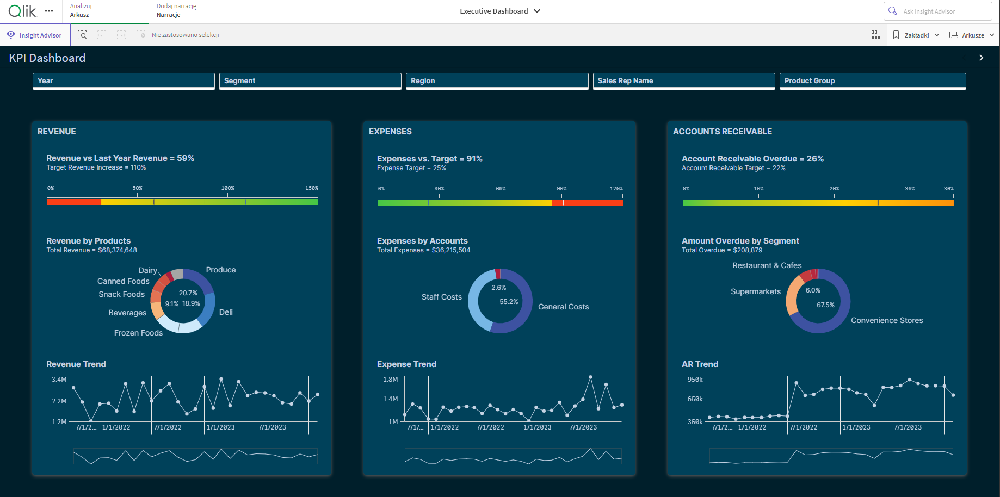 Qlik
Analizuj
Arkusz
Dodaj narrację
Narracje
Executive Dashboard
Ask Insight Advisor
Insight Advisor
Nie zastosowano selekcji
Zakładki
Arkusze
KPI Dashboard
Year
Segment
Region
Sales Rep Name
Product Group
REVENUE
Revenue vs Last Year Revenue = 59%
Target Revenue Increase = 110%
0% 50% 100% 150%
Revenue by Products
Total Revenue = $68,374,648
Dairy
Produce
Canned Foods
Snack Foods
20.7%
9.1% 18.9%
Beverages
Deli
Frozen Foods
Revenue Trend
3.4M
2.2M
1.2M
7/1/2... 1/1/2022 7/1/2022 1/1/2023 7/1/2023
EXPENSES
Expenses vs. Target = 91%
Expense Target = 25%
0% 30% 60% 90% 120%
Expenses by Accounts
Total Expenses = $36,215,504
2.6%
Staff Costs
55.2%
General Costs
Expense Trend
1.8M
1.4M
1M
7/1/... 1/1/2022 7/1/2022 1/1/2023 7/1/2023
ACCOUNTS RECEIVABLE
Account Receivable Overdue = 26%
Account Receivable Target = 22%
0% 10% 20% 30% 36%
Amount Overdue by Segment
Total Overdue = $208,879
Restaurant & Cafes
Supermarkets
6.0%
67.5%
Convenience Stores
AR Trend
950k
650k
350k
7/1/2... 1/1/2022 7/1/2022 1/1/2023 7/1/2023